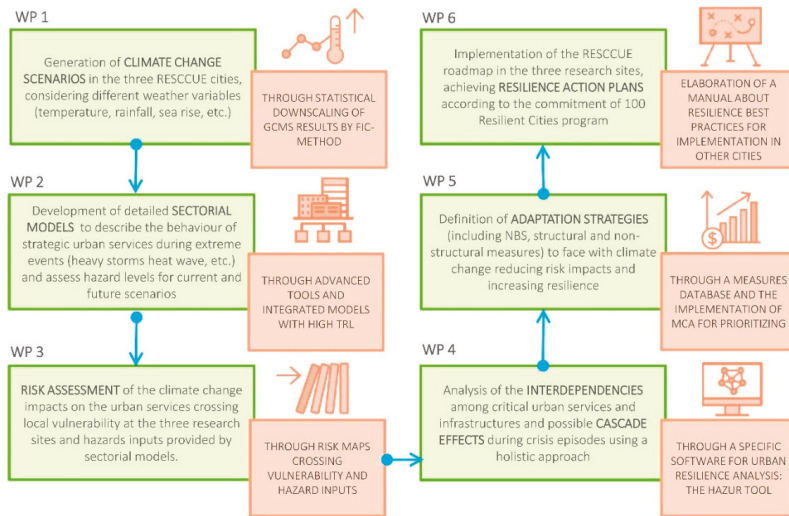 WP 1
Generation of CLIMATE CHANGE
SCENARIOS in the three RESCCUE cities,
considering different weather variables
(temperature, rainfall, sea rise, etc.)
THROUGH STATISTICAL
DOWNSCALING OF
GCMS RESULTS BY FIC-
METHOD
WP 2
Development of detailed SECTORIAL
MODELS to describe the behaviour of
strategic urban services during extreme
events (heavy storms heat wave, etc.)
and assess hazard levels for current and
future scenarios
THROUGH ADVANCED
TOOLS AND
INTEGRATED MODELS
WITH HIGH TRL
WP 3
RISK ASSESSMENT of the climate change
impacts on the urban services crossing
local vulnerability at the three research
sites and hazards inputs provided by
sectorial models.
THROUGH RISK MAPS
CROSSING
VULNERABILITY AND
HAZARD INPUTS
WP 4
Analysis of the INTERDEPENDENCIES
among critical urban services and
infrastructures and possible CASCADE
EFFECTS during crisis episodes using a
holistic approach
THROUGH A SPECIFIC
SOFTWARE FOR URBAN
RESILIENCE ANALYSIS:
THE HAZUR TOOL
WP 5
Definition of ADAPTATION STRATEGIES
(including NBS, structural and non-
structural measures) to face with climate
change reducing risk impacts and
increasing resilience
$
THROUGH A MEASURES
DATABASE AND THE
IMPLEMENTATION OF
MCA FOR PRIORITIZING
WP 6
Implementation of the RESCCUE
roadmap in the three research sites,
achieving RESILIENCE ACTION PLANS
according to the commitment of 100
Resilient Cities program
ELABORATION OF A
MANUAL ABOUT
RESILIENCE BEST
PRACTICES FOR
IMPLEMENTATION IN
OTHER CITIES